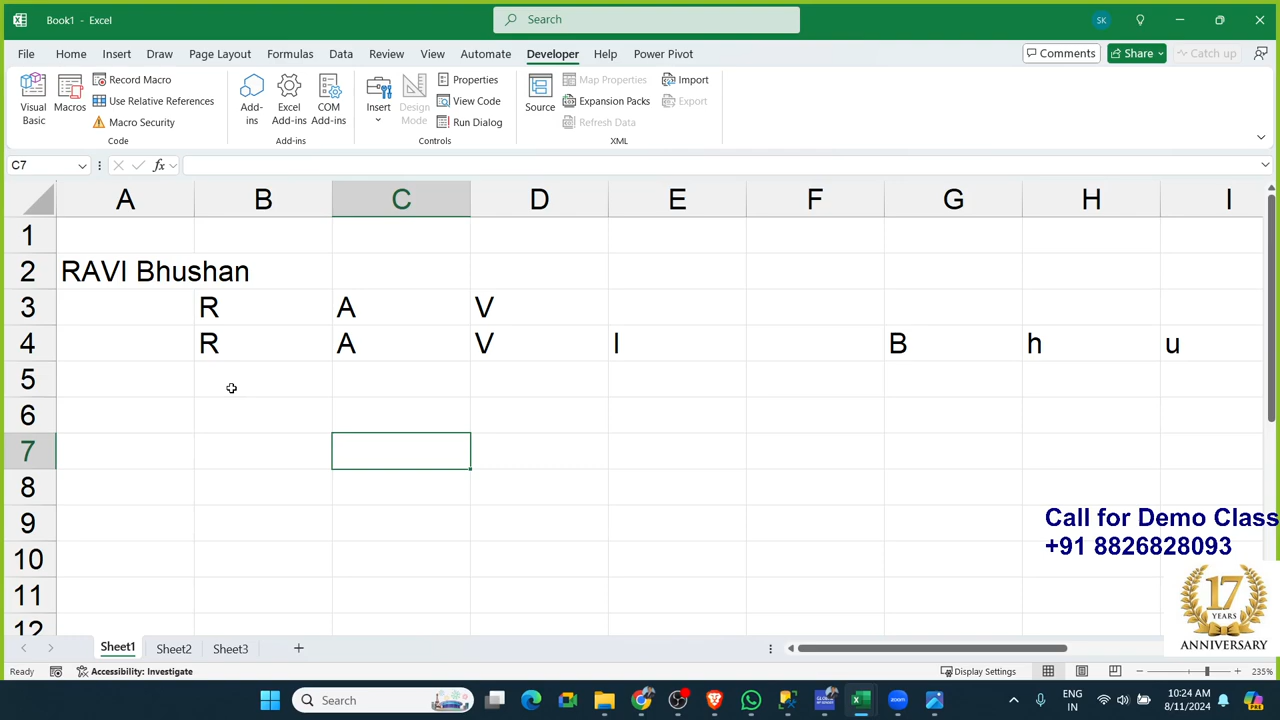 Book1 - Excel
Search
SK
File Home Insert Draw Page Layout Formulas Data Review View Automate Developer Help Power Pivot
Comments Share Catch up
Visual Basic
Macros
Record Macro
Use Relative References
Macro Security
Code
Add-ins
Excel Add-ins
COM Add-ins
Add-ins
Insert
Design Mode
Properties
View Code
Run Dialog
Controls
Source
Map Properties
Expansion Packs
Refresh Data
Import
Export
XML
C7
fx
A B C D E F G H I
1
2 RAVI Bhushan
3 R A V
4 R A V I B h u
5
6
7
8
9
10
11
12
Call for Demo Class
+91 8826828093
17
YEARS
ANNIVERSARY
Sheet1 Sheet2 Sheet3
Ready Accessibility: Investigate Display Settings 235%
Search
ENG
IN
10:24 AM
8/11/2024